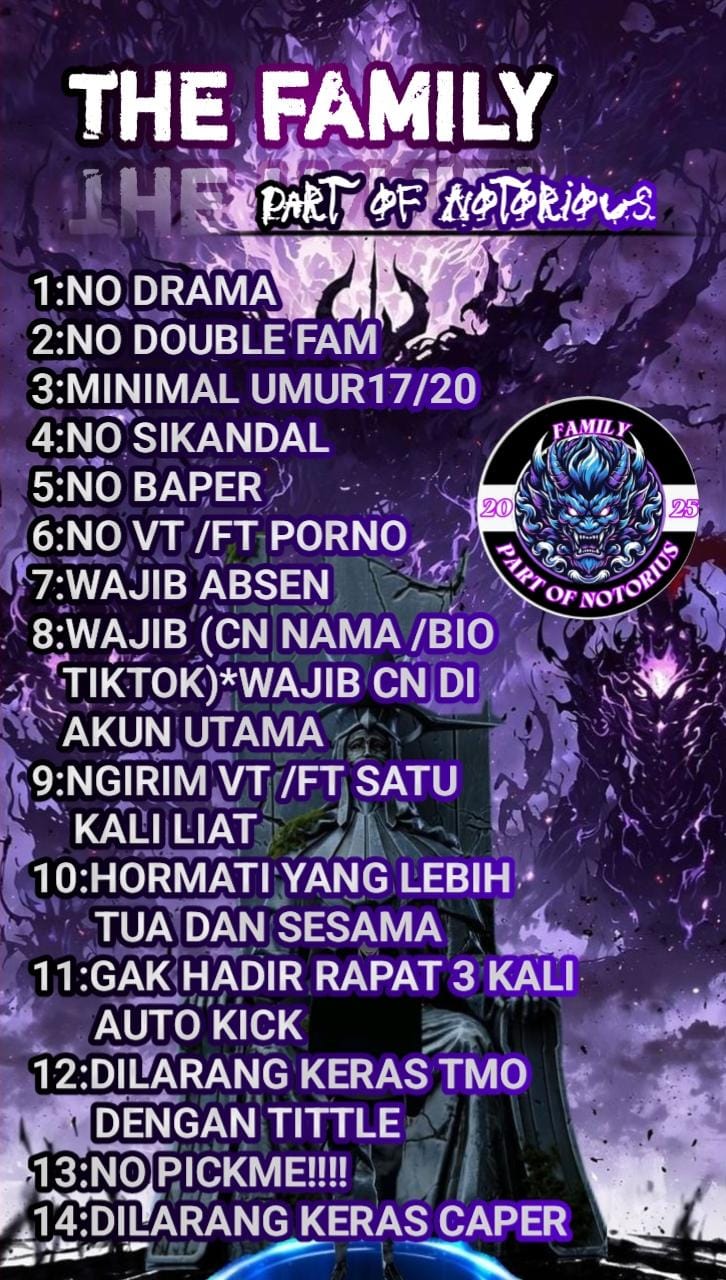 THE FAMILY
PART OF NOTORIOUS
1:NO DRAMA
2:NO DOUBLE FAM
3:MINIMAL UMUR17/20
4:NO SIKANDAL
5:NO BAPER
6:NO VT /FT PORNO
7:WAJIB ABSEN
8:WAJIB (CN NAMA /BIO
TIKTOK)*WAJIB CN DI
AKUN UTAMA
9:NGIRIM VT /FT SATU
KALI LIAT
10:HORMATI YANG LEBIH
TUA DAN SESAMA
11:GAK HADIR RAPAT 3 KALI
AUTO KICK
12:DILARANG KERAS TMO
DENGAN TITTLE
13:NO PICKME!!!!
14:DILARANG KERAS CAPER
FAMILY
20 25
PART OF NOTORIUS